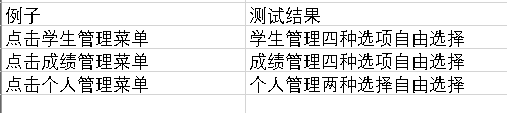 例子 测试结果
点击学生管理菜单 学生管理四种选项自由选择
点击成绩管理菜单 成绩管理四种选项自由选择
点击个人管理菜单 个人管理两种选择自由选择